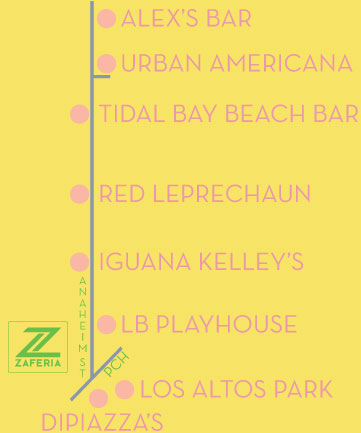 ALEX'S BAR
URBAN AMERICANA
TIDAL BAY BEACH BAR
RED LEPRECHAUN
IGUANA KELLEY'S
ANAHEIM ST
LB PLAYHOUSE
Z
ZAFERIA
PCH
LOS ALTOS PARK
DIPIAZZA'S